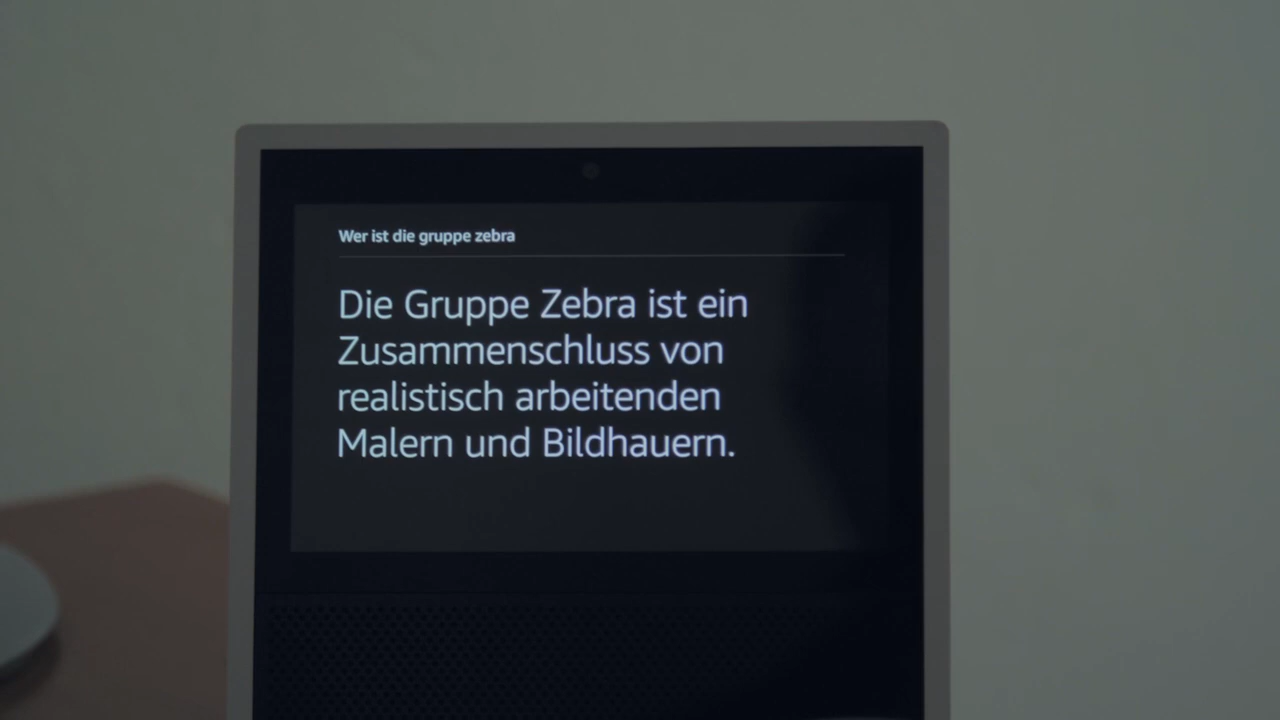 Wer ist die gruppe zebra
Die Gruppe Zebra ist ein
Zusammenschluss von
realistisch arbeitenden
Malern und Bildhauern.